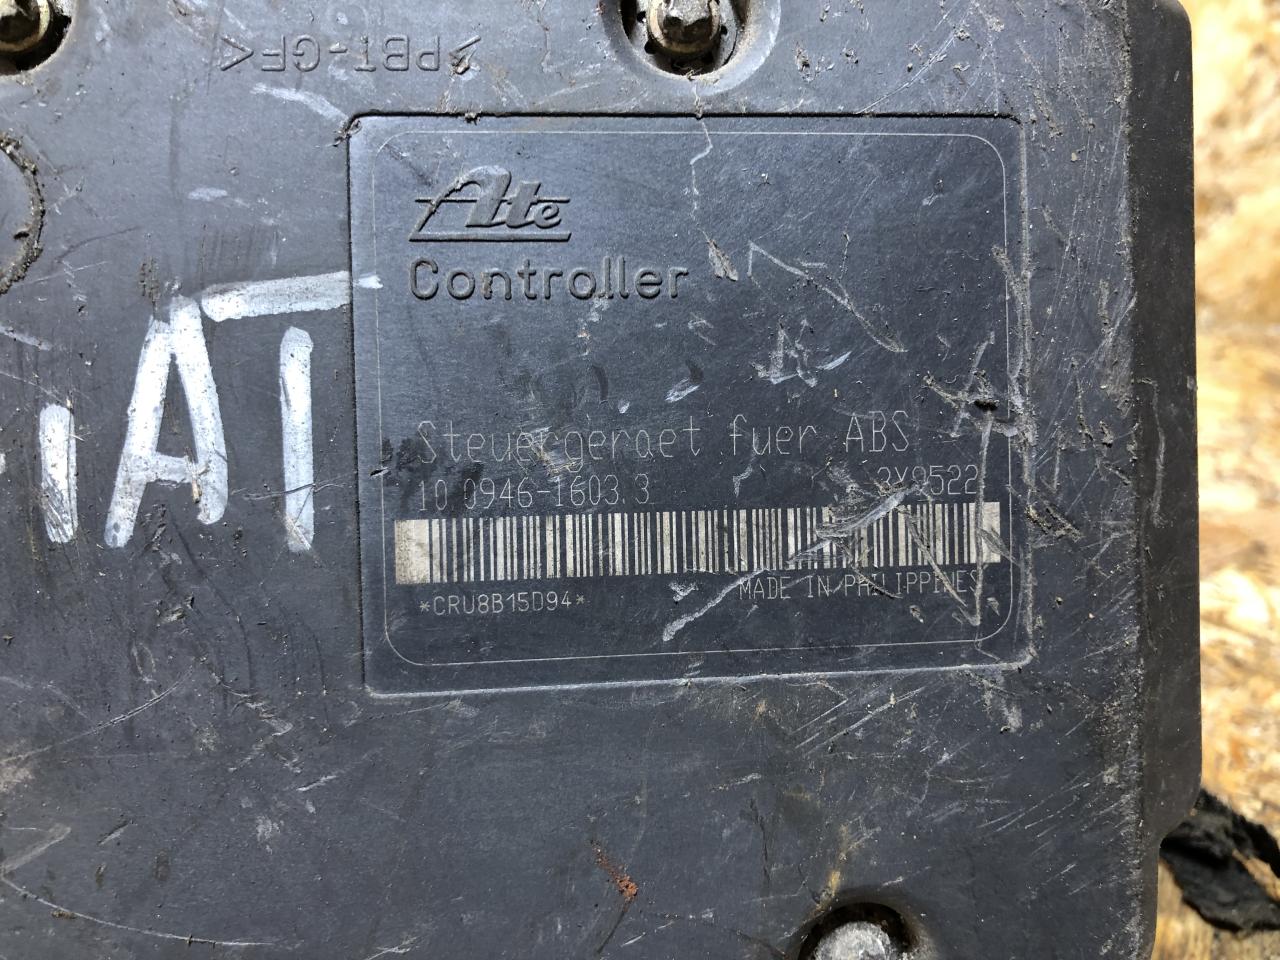 >PBT-GF<
Ate
Controller
IAT
Steuergeraet fuer ABS
10.0946-1603.3
MADE IN PHILIPPINES
*CRU8B15D94*